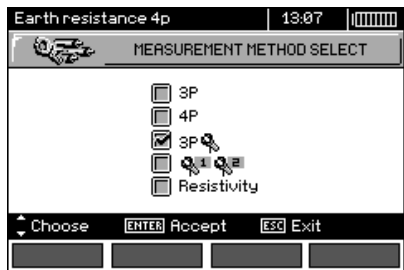 Earth resistance 4p 13:07
MEASUREMENT METHOD SELECT
3P
4P
3P
1 2
Resistivity
Choose ENTER Accept ESC Exit